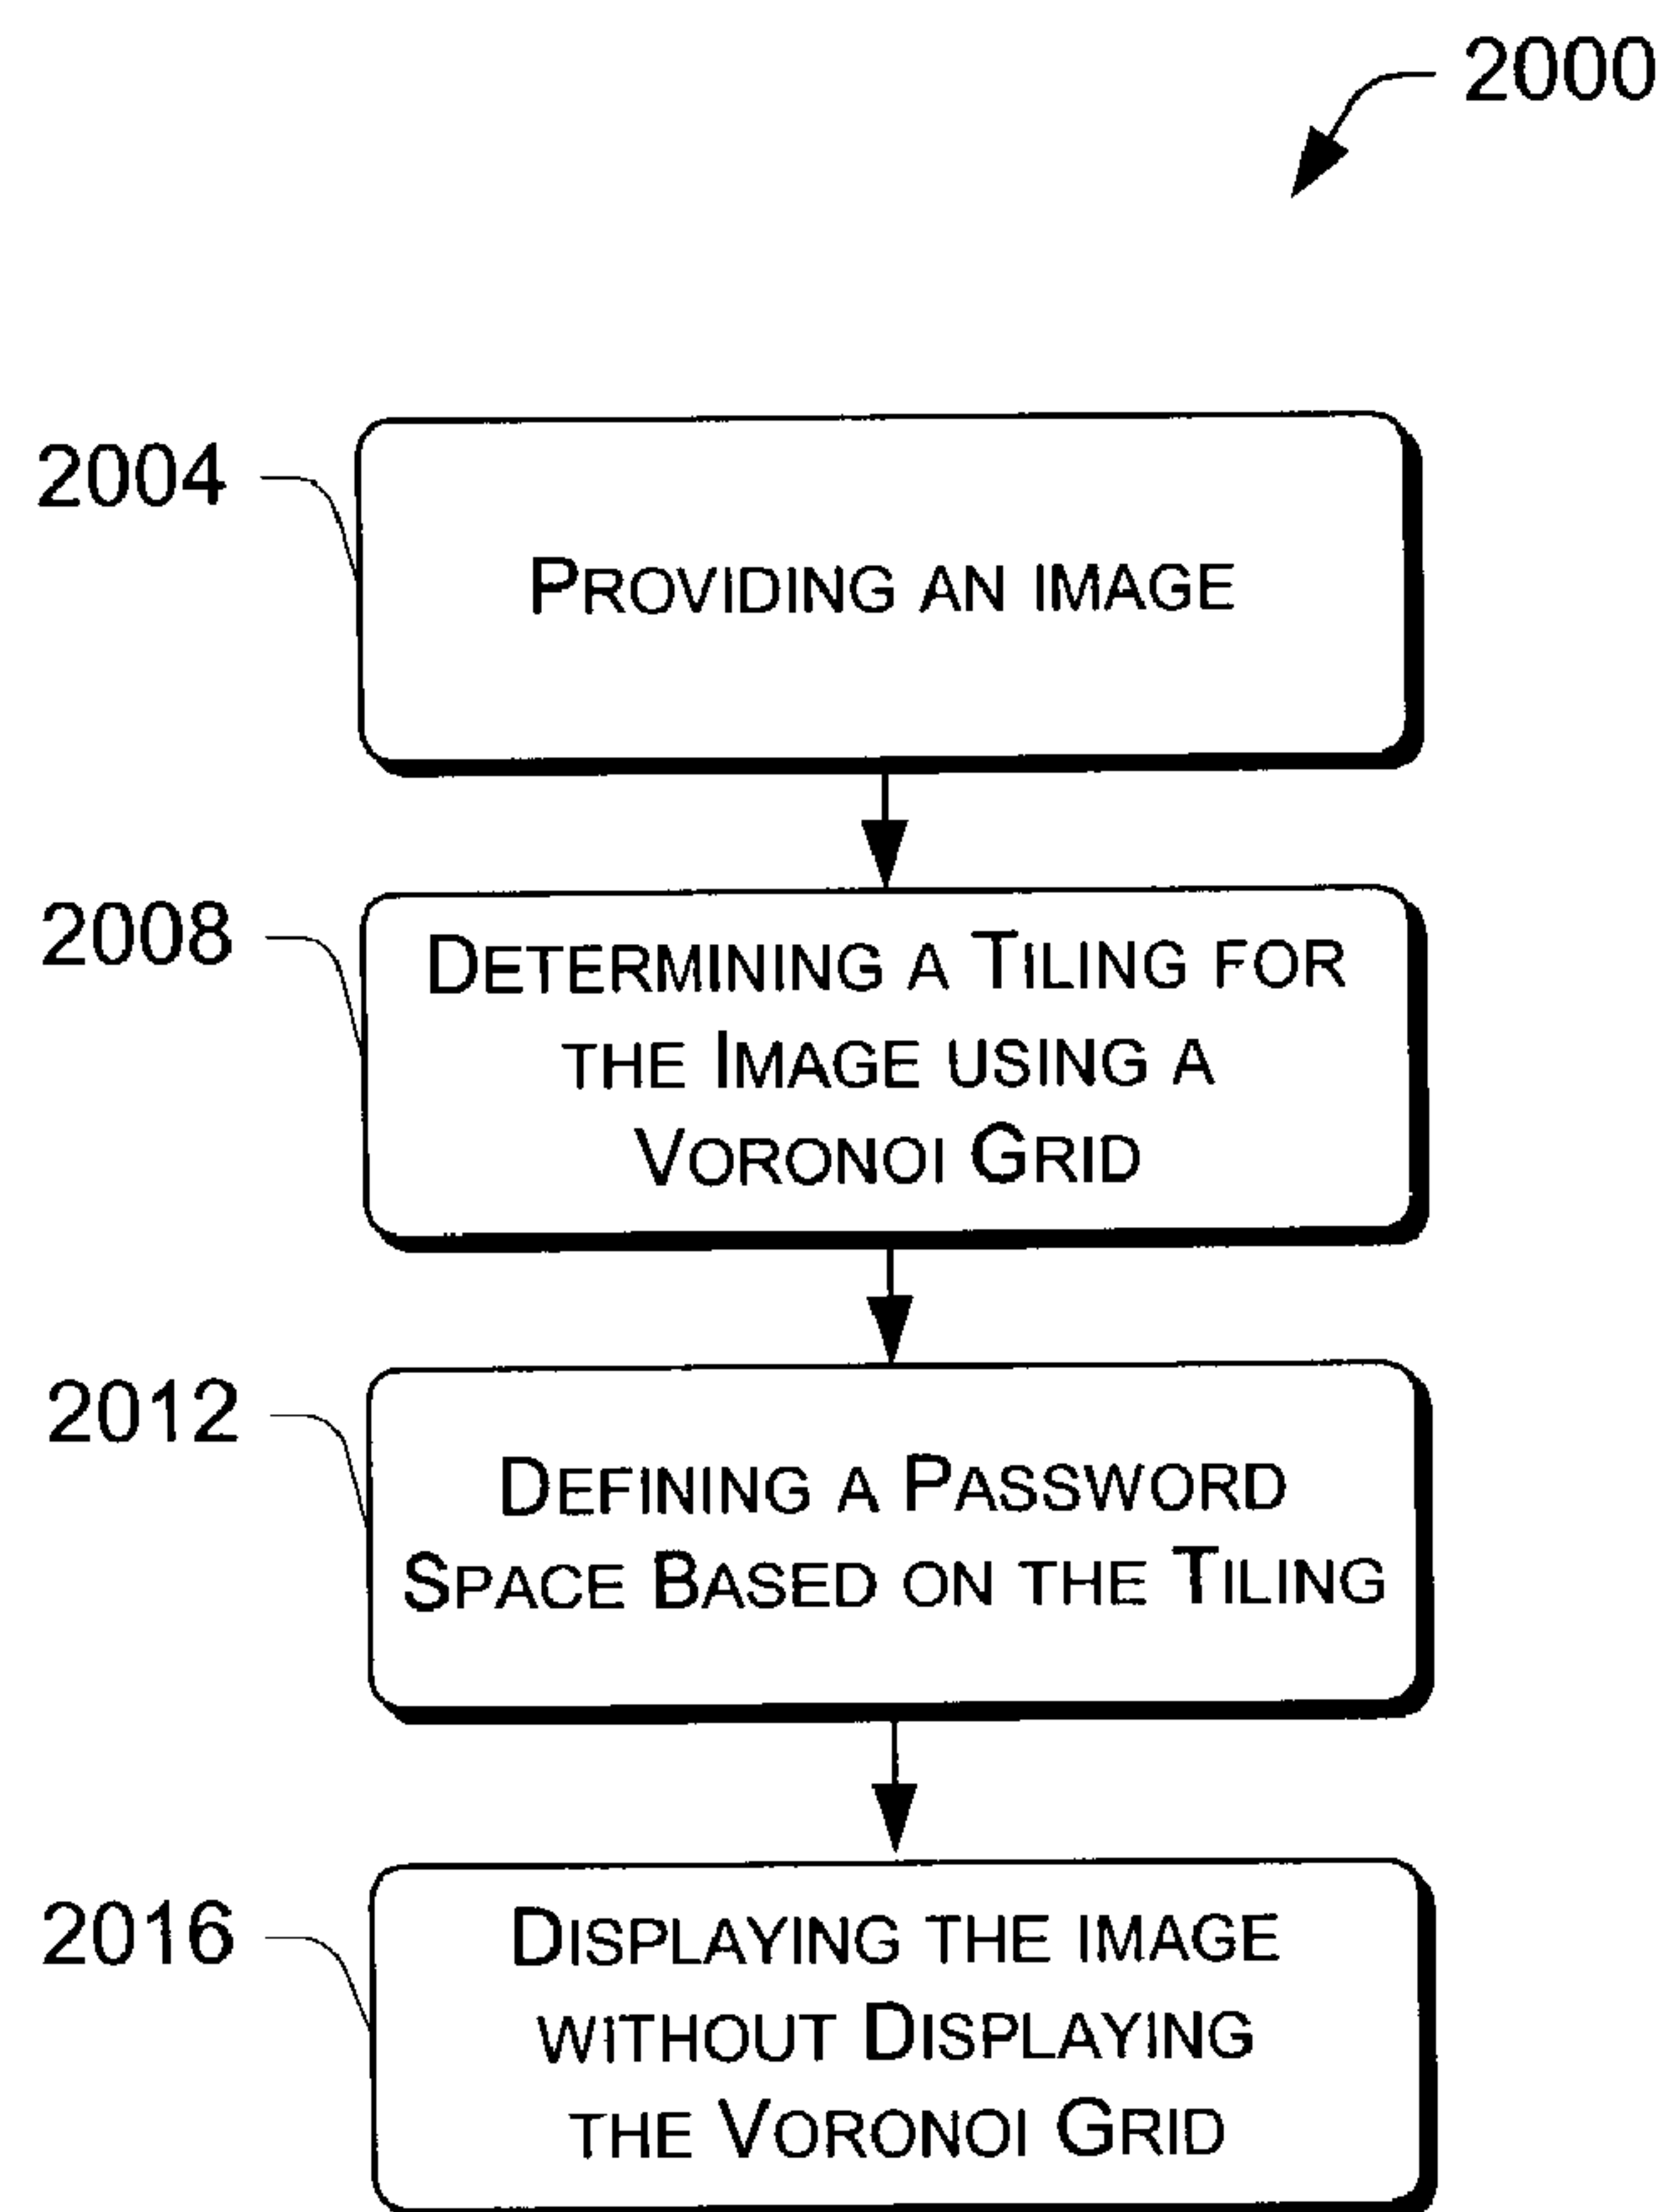 2000
2004
PROVIDING AN IMAGE
2008
DETERMINING A TILING FOR
THE IMAGE USING A
VORONOI GRID
2012
DEFINING A PASSWORD
SPACE BASED ON THE TILING
2016
DISPLAYING THE IMAGE
WITHOUT DISPLAYING
THE VORONOI GRID